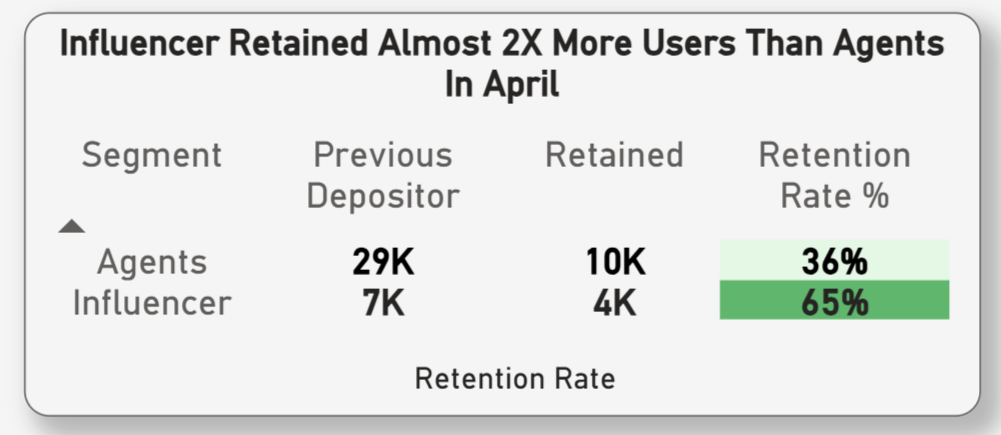 Influencer Retained Almost 2X More Users Than Agents
In April
Segment Previous Retained Retention
Depositor Rate %
Agents 29K 10K 36%
Influencer 7K 4K 65%
Retention Rate